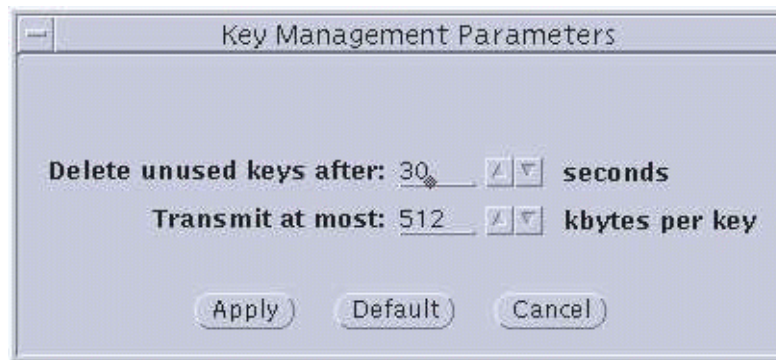 Key Management Parameters
Delete unused keys after: 30 seconds
Transmit at most: 512 kbytes per key
Apply Default Cancel